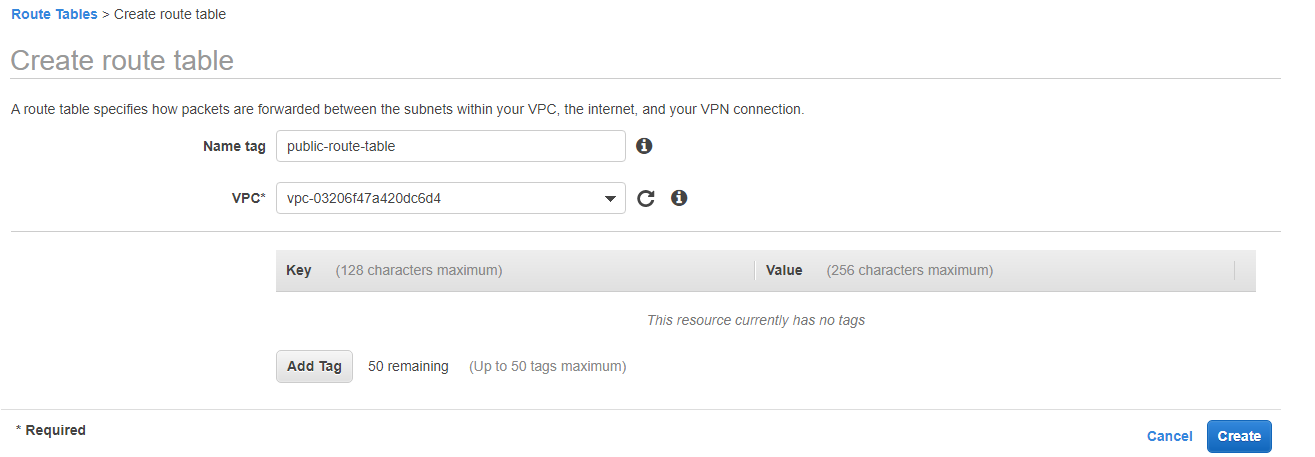 Route Tables > Create route table
Create route table
A route table specifies how packets are forwarded between the subnets within your VPC, the internet, and your VPN connection.
Name tag public-route-table
VPC* vpc-03206f47a420dc6d4
Key (128 characters maximum) Value (256 characters maximum)
This resource currently has no tags
Add Tag 50 remaining (Up to 50 tags maximum)
* Required
Cancel Create